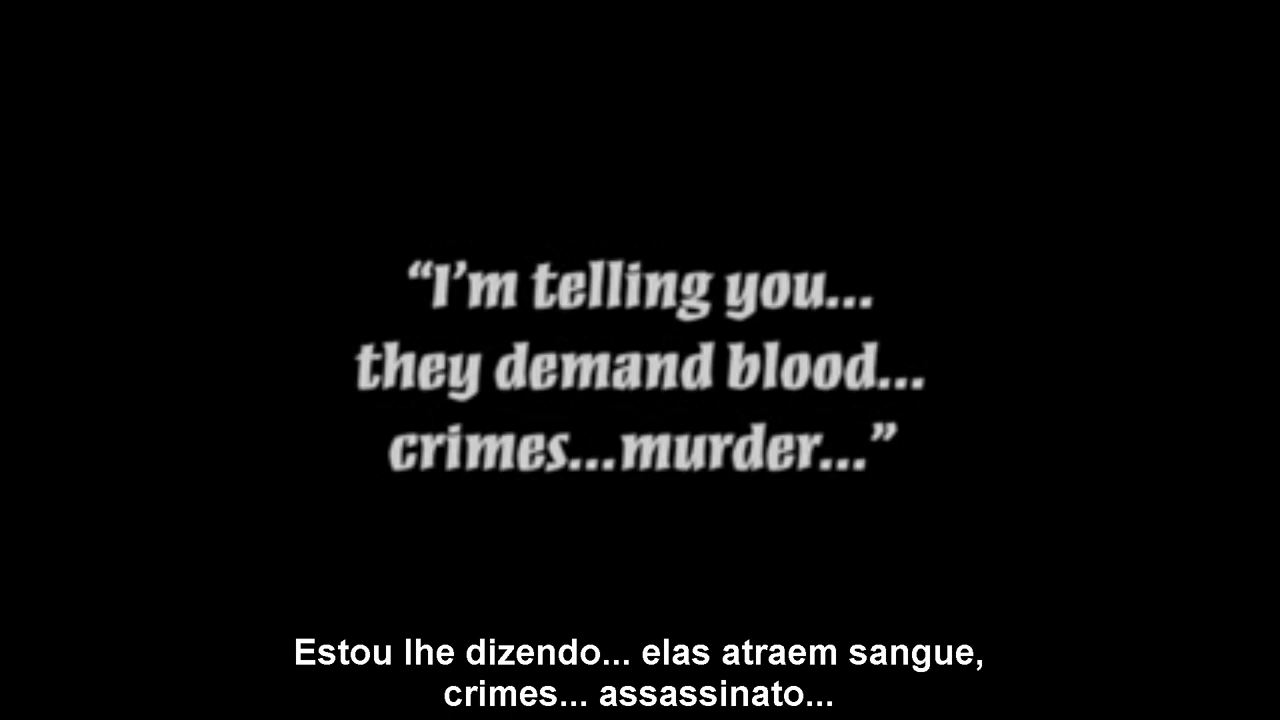 “I’m telling you...
they demand blood...
crimes...murder...”
Estou lhe dizendo... elas atraem sangue,
crimes... assassinato...